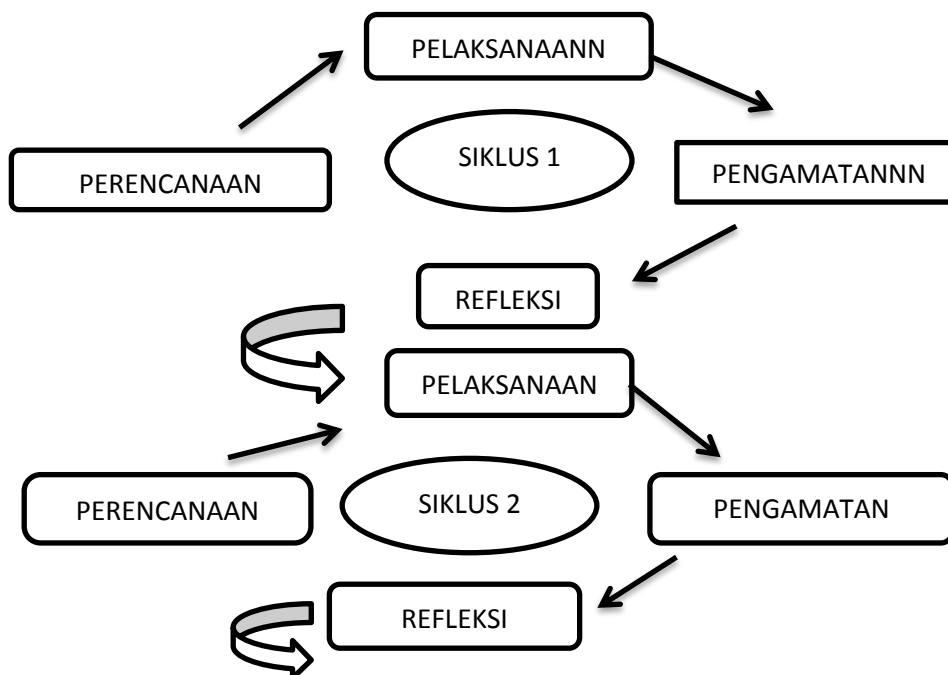 PELAKSANAANN
SIKLUS 1
PERENCANAAN
PENGAMATANNN
REFLEKSI
PELAKSANAAN
SIKLUS 2
PERENCANAAN
PENGAMATAN
REFLEKSI